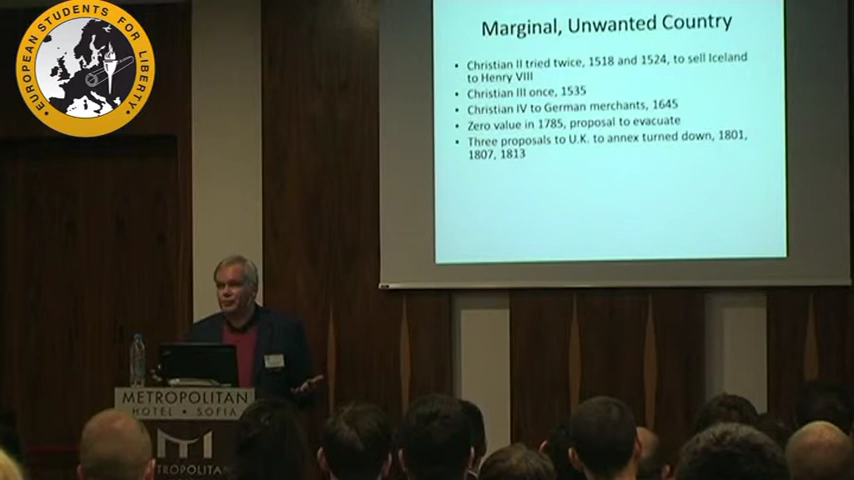 EUROPEAN STUDENTS FOR LIBERTY
Marginal, Unwanted Country
• Christian II tried twice, 1518 and 1524, to sell Iceland
to Henry VIII
• Christian III once, 1535
• Christian IV to German merchants, 1645
• Zero value in 1785, proposal to evacuate
• Three proposals to U.K. to annex turned down, 1801,
1807, 1813
METROPOLITAN
HOTEL • SOFIA
METROPOLITAN